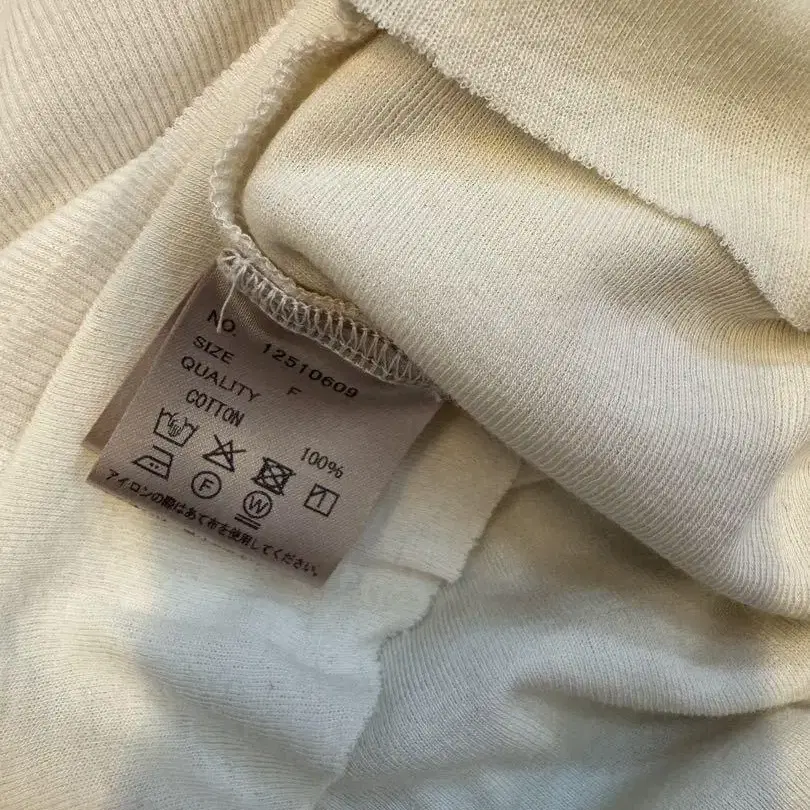 NO. 12510609
SIZE F
QUALITY
COTTON 100%
F W
アイロンの際はあて布を使用してください。